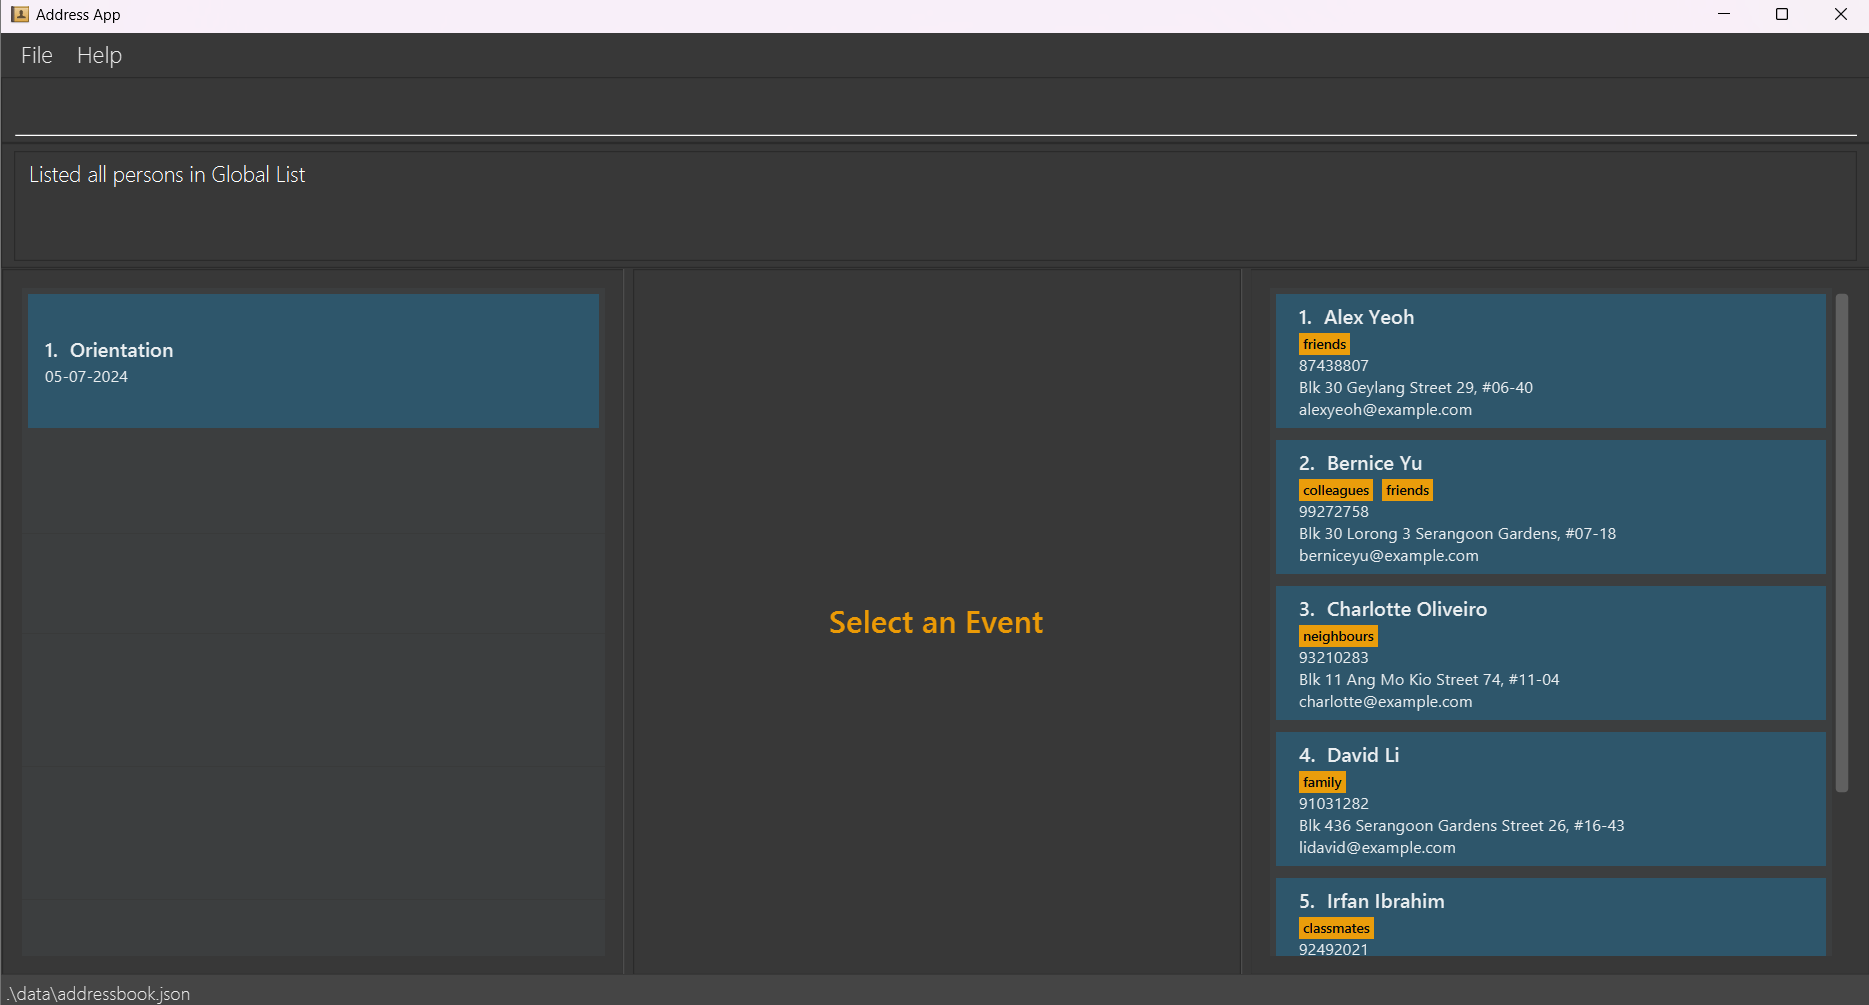 Address App
File Help
Listed all persons in Global List
1. Orientation
05-07-2024
Select an Event
1. Alex Yeoh
friends
87438807
Blk 30 Geylang Street 29, #06-40
alexyeoh@example.com
2. Bernice Yu
colleagues friends
99272758
Blk 30 Lorong 3 Serangoon Gardens, #07-18
berniceyu@example.com
3. Charlotte Oliveiro
neighbours
93210283
Blk 11 Ang Mo Kio Street 74, #11-04
charlotte@example.com
4. David Li
family
91031282
Blk 436 Serangoon Gardens Street 26, #16-43
lidavid@example.com
5. Irfan Ibrahim
classmates
92492021
.\data\addressbook.json